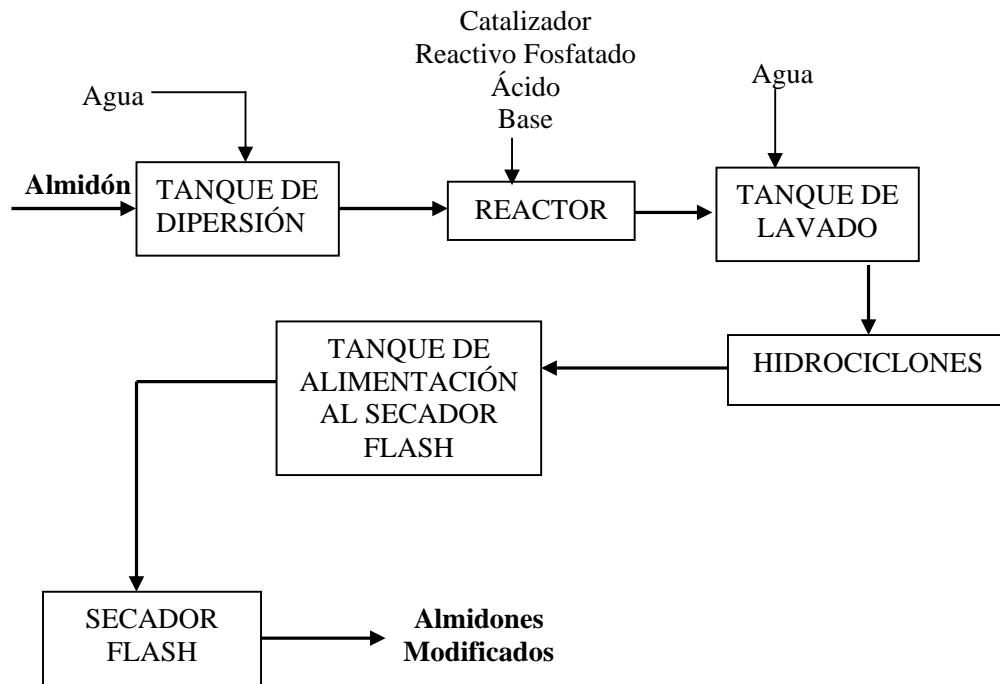 Catalizador
Reactivo Fosfatado
Ácido
Base
Agua
Agua
Almidón
TANQUE DE
DIPERSIÓN
REACTOR
TANQUE DE
LAVADO
HIDROCICLONES
TANQUE DE
ALIMENTACIÓN
AL SECADOR
FLASH
SECADOR
FLASH
Almidones
Modificados